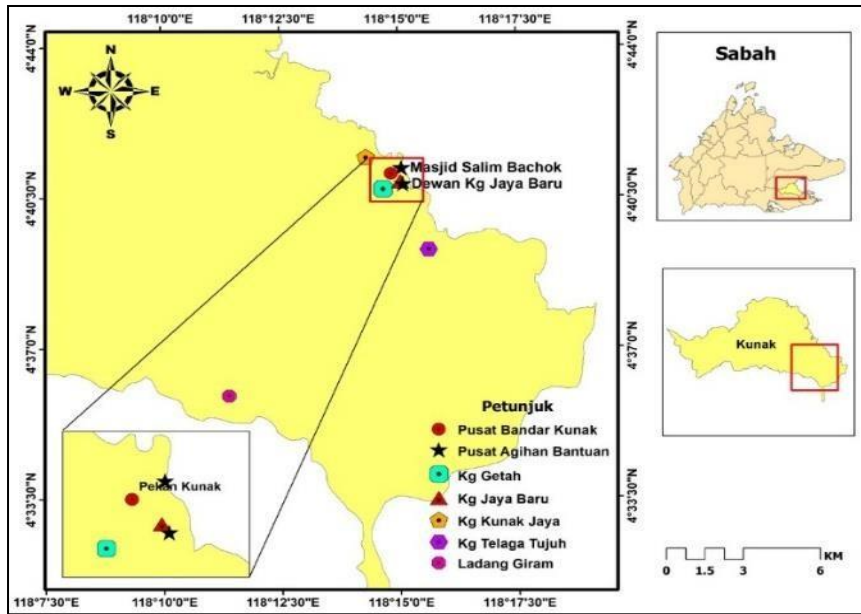 118°10'0"E 118°12'30"E 118°15'0"E 118°17'30"E
4°44'0"N
4°40'30"N
4°37'0"N
4°33'30"N
N
W E
S
Masjid Salim Bachok
Dewan Kg Jaya Baru
Petunjuk
Pusat Bandar Kunak
Pusat Agihan Bantuan
Kg Getah
Kg Jaya Baru
Kg Kunak Jaya
Kg Telaga Tujuh
Ladang Giram
Pekan Kunak
4°44'0"N
4°40'30"N
4°37'0"N
4°33'30"N
118°7'30"E 118°10'0"E 118°12'30"E 118°15'0"E 118°17'30"E
Sabah
Kunak
KM
0 1.5 3 6